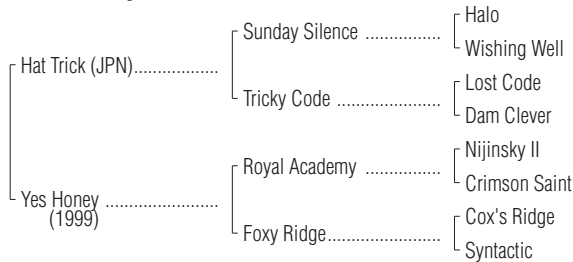 Halo
Sunday Silence ................
Wishing Well
Hat Trick (JPN)..................
Lost Code
Tricky Code .....................
Dam Clever
Nijinsky II
Royal Academy ................
Crimson Saint
Yes Honey ........................
(1999)
Cox's Ridge
Foxy Ridge........................
Syntactic